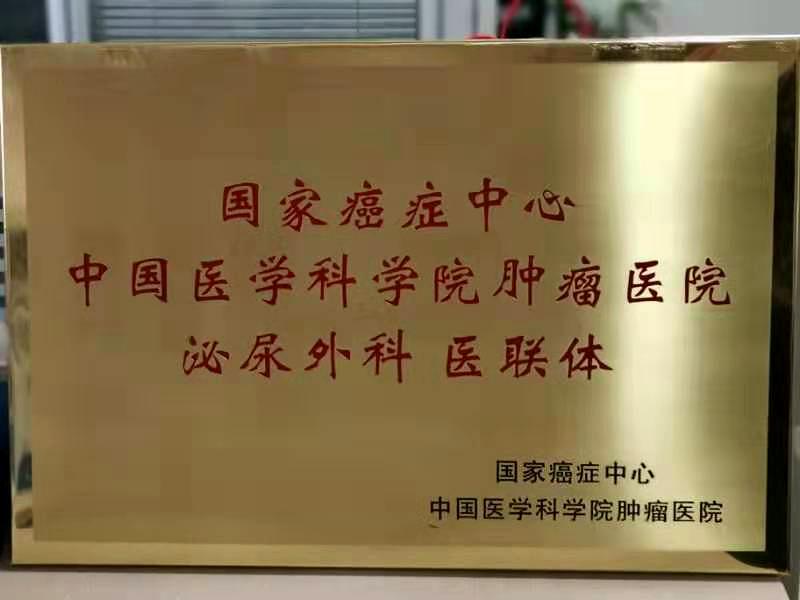 国家癌症中心
中国医学科学院肿瘤医院
泌尿外科 医联体
国家癌症中心
中国医学科学院肿瘤医院